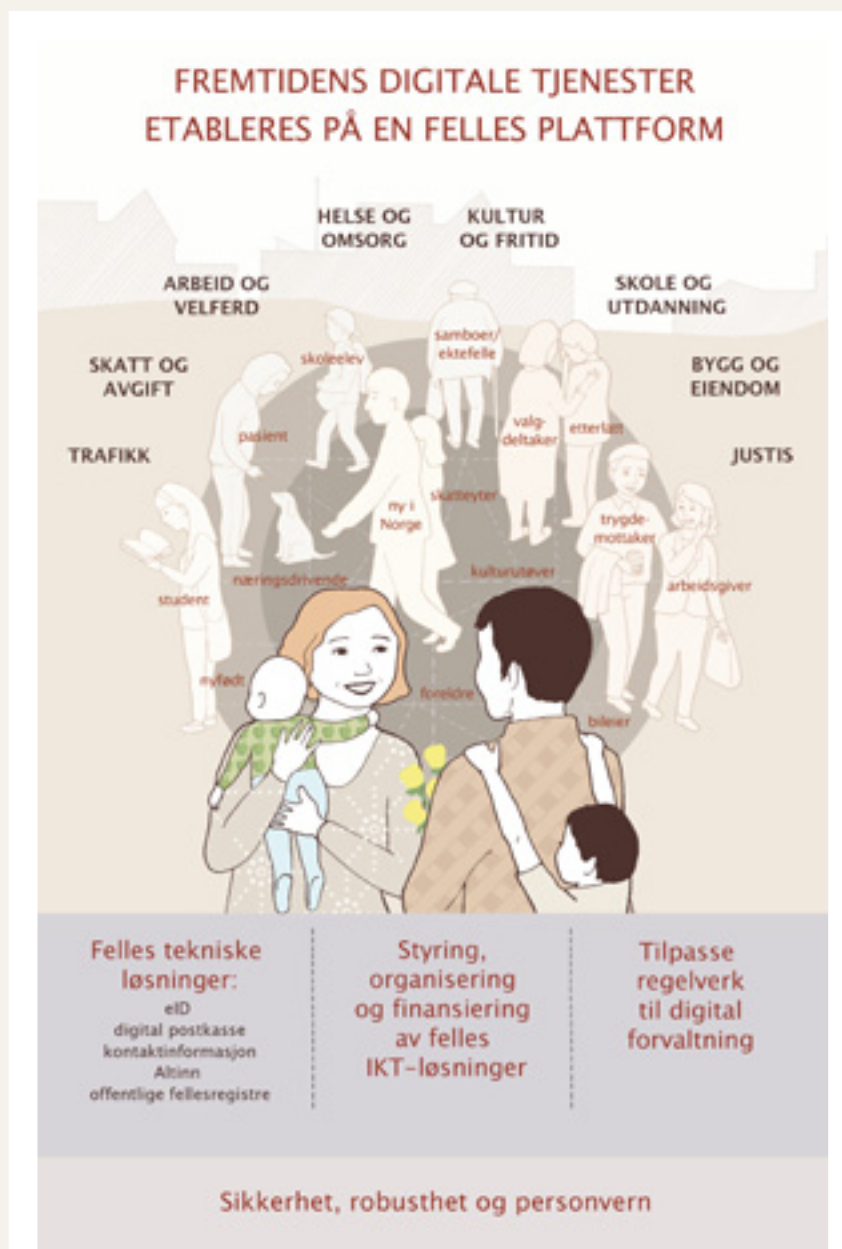 FREMTIDENS DIGITALE TJENESTER
ETABLERES PÅ EN FELLES PLATTFORM
HELSE OG
OMSORG
KULTUR
OG FRITID
ARBEID OG
VELFERD
SKOLE OG
UTDANNING
SKATT OG
AVGIFT
BYGG OG
EIENDOM
TRAFIKK
JUSTIS
skoleelev
samboer/
ektefelle
pasient
valg-
deltaker
etterlatt
ny i
Norge
skatteyter
trygde-
mottaker
næringsdrivende
kulturutøver
student
arbeidsgiver
nyfødt
foreldre
bileier
Felles tekniske
løsninger:
eID
digital postkasse
kontaktinformasjon
Altinn
offentlige fellesregistre
Styring,
organisering
og finansiering
av felles
IKT-løsninger
Tilpasse
regelverk
til digital
forvaltning
Sikkerhet, robusthet og personvern